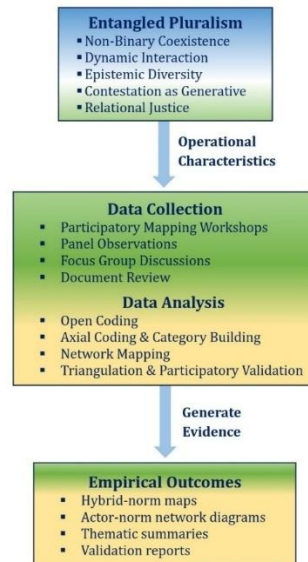 Entangled Pluralism
▪ Non-Binary Coexistence
▪ Dynamic Interaction
▪ Epistemic Diversity
▪ Contestation as Generative
▪ Relational Justice
Operational
Characteristics
Data Collection
▪ Participatory Mapping Workshops
▪ Panel Observations
▪ Focus Group Discussions
▪ Document Review
Data Analysis
▪ Open Coding
▪ Axial Coding & Category Building
▪ Network Mapping
▪ Triangulation & Participatory Validation
Generate
Evidence
Empirical Outcomes
▪ Hybrid-norm maps
▪ Actor-norm network diagrams
▪ Thematic summaries
▪ Validation reports